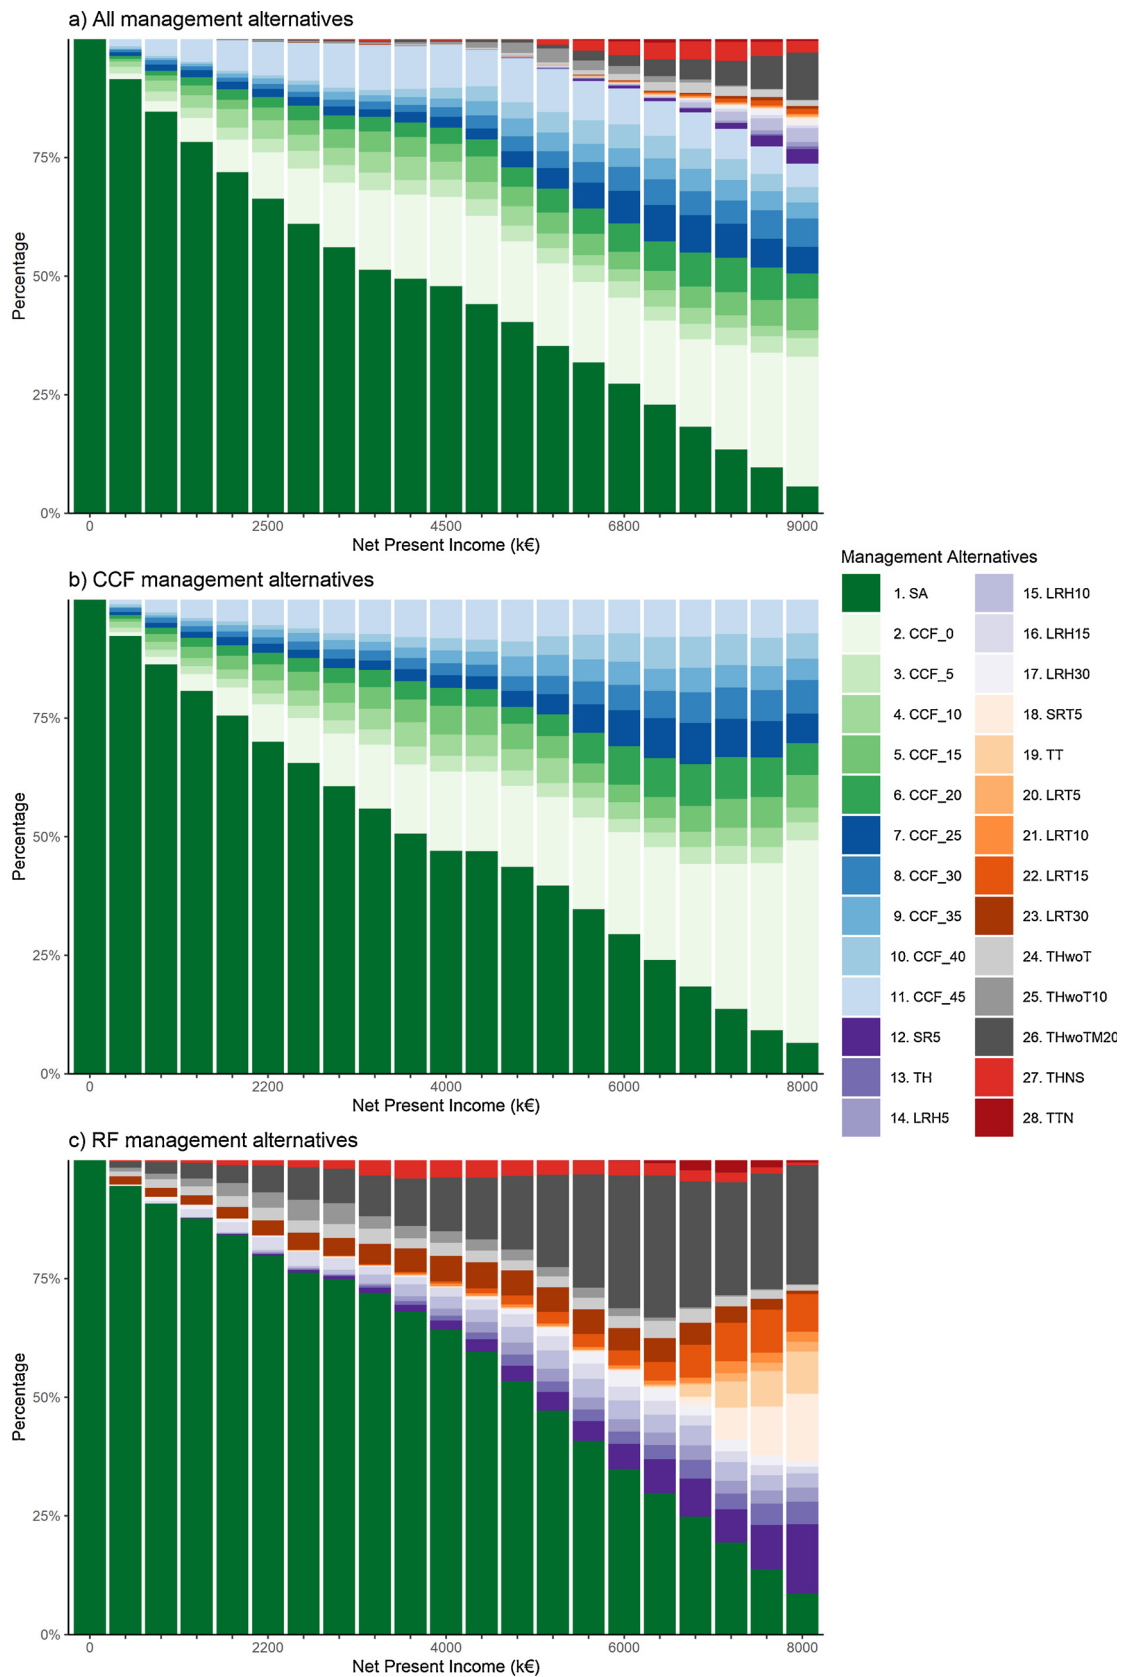 a) All management alternatives
Percentage
75%
50%
25%
0%
0 2500 4500 6800 9000
Net Present Income (k€)
b) CCF management alternatives
Percentage
75%
50%
25%
0%
0 2200 4000 6000 8000
Net Present Income (k€)
c) RF management alternatives
Percentage
75%
50%
25%
0%
0 2200 4000 6000 8000
Net Present Income (k€)
Management Alternatives
1. SA
2. CCF_0
3. CCF_5
4. CCF_10
5. CCF_15
6. CCF_20
7. CCF_25
8. CCF_30
9. CCF_35
10. CCF_40
11. CCF_45
12. SR5
13. TH
14. LRH5
15. LRH10
16. LRH15
17. LRH30
18. SRT5
19. TT
20. LRT5
21. LRT10
22. LRT15
23. LRT30
24. THwoT
25. THwoT10
26. THwoTM20
27. THNS
28. TTN